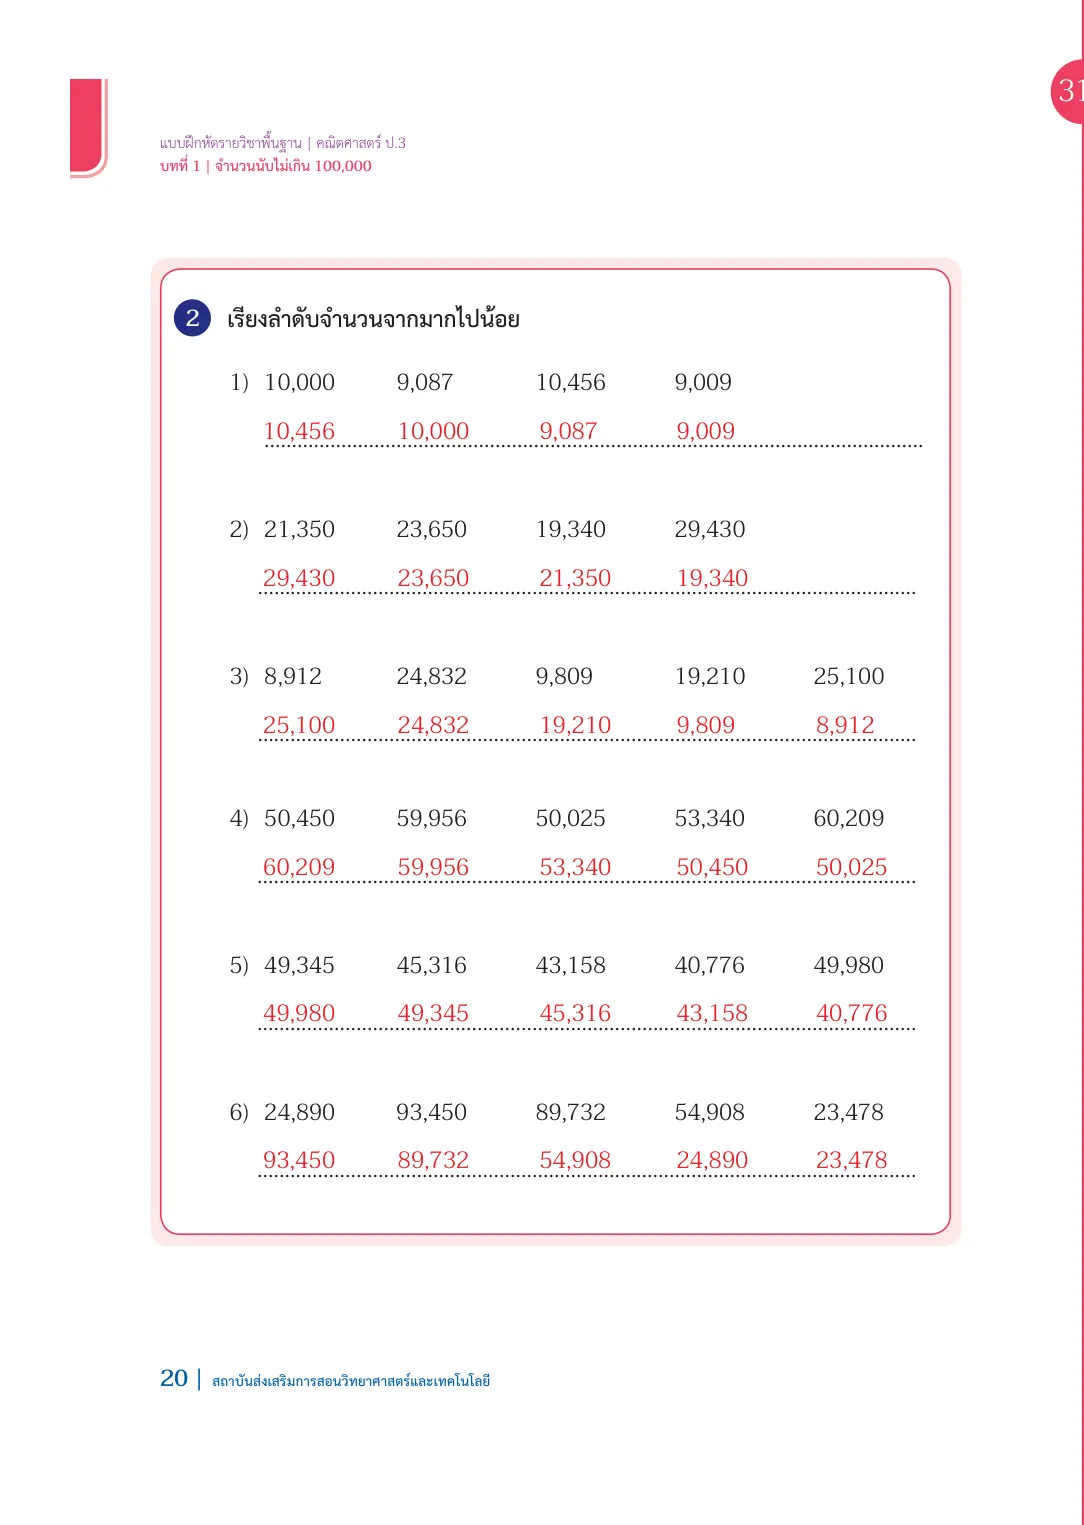 31
แบบฝึกหัดรายวิชาพื้นฐาน | คณิตศาสตร์ ป.3
บทที่ 1 | จำนวนนับไม่เกิน 100,000
2 เรียงลำดับจำนวนจากมากไปน้อย
1) 10,000 9,087 10,456 9,009
10,456 10,000 9,087 9,009
2) 21,350 23,650 19,340 29,430
29,430 23,650 21,350 19,340
3) 8,912 24,832 9,809 19,210 25,100
25,100 24,832 19,210 9,809 8,912
4) 50,450 59,956 50,025 53,340 60,209
60,209 59,956 53,340 50,450 50,025
5) 49,345 45,316 43,158 40,776 49,980
49,980 49,345 45,316 43,158 40,776
6) 24,890 93,450 89,732 54,908 23,478
93,450 89,732 54,908 24,890 23,478
20 | สถาบันส่งเสริมการสอนวิทยาศาสตร์และเทคโนโลยี